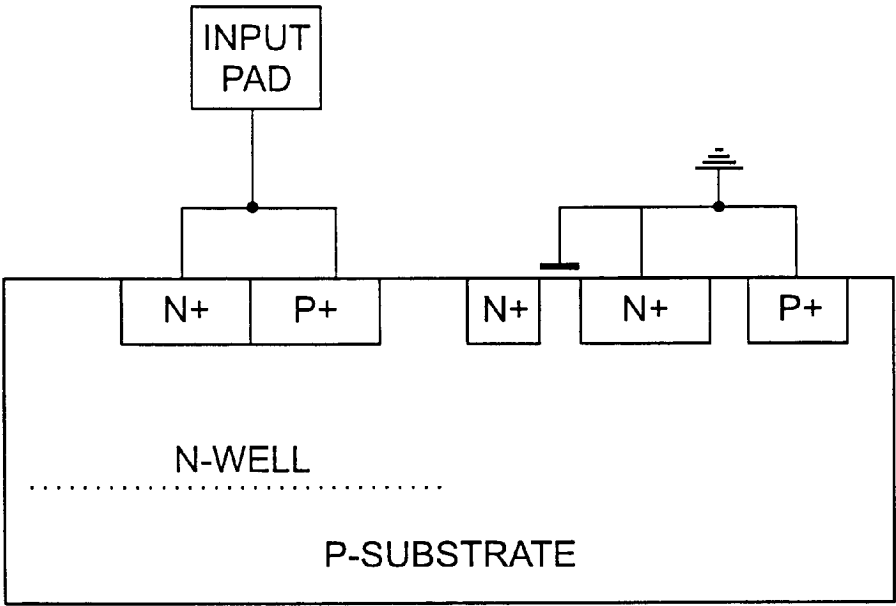 INPUT
PAD
N+ P+ N+ N+ P+
N-WELL
P-SUBSTRATE